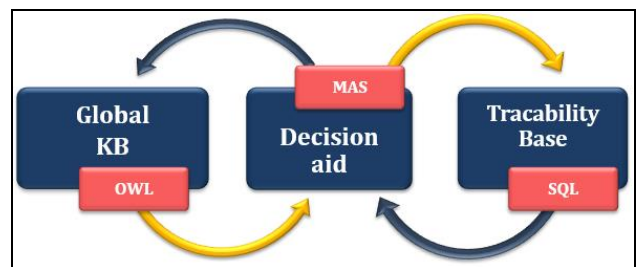 Global
KB
OWL
MAS
Decision
aid
Tracability
Base
SQL